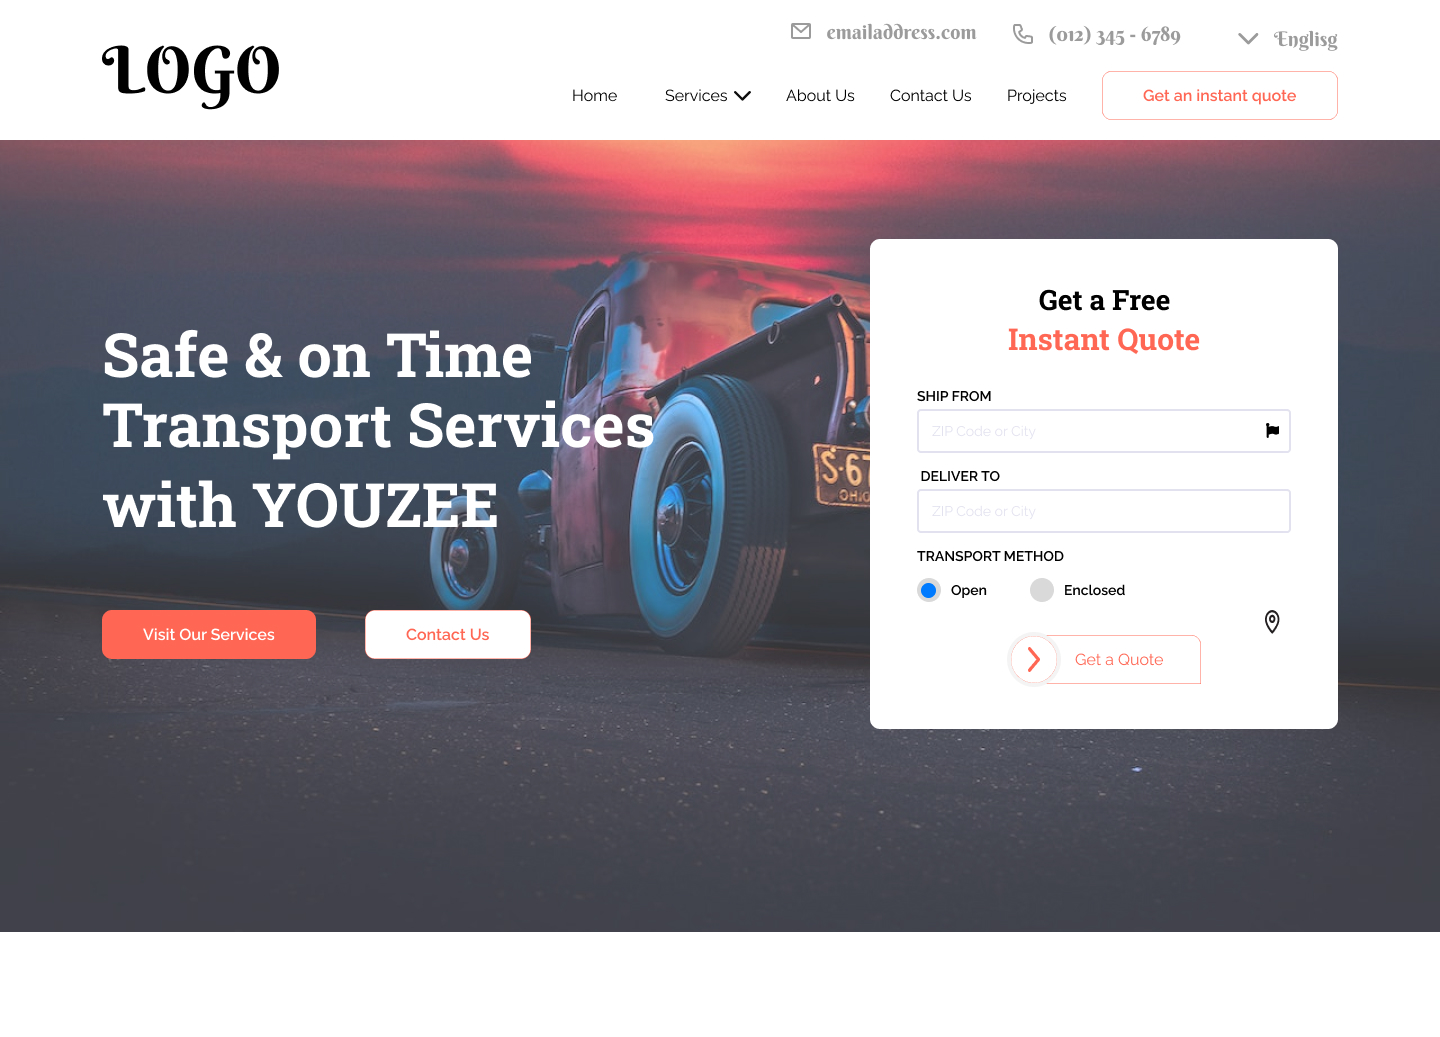 LOGO
emailaddress.com
(012) 345 - 6789
Englisg
Home
Services
About Us
Contact Us
Projects
Get an instant quote
Safe & on Time
Transport Services
with YOUZEE
Visit Our Services
Contact Us
Get a Free
Instant Quote
SHIP FROM
ZIP Code or City
DELIVER TO
ZIP Code or City
TRANSPORT METHOD
Open
Enclosed
Get a Quote
S·67
OHIO